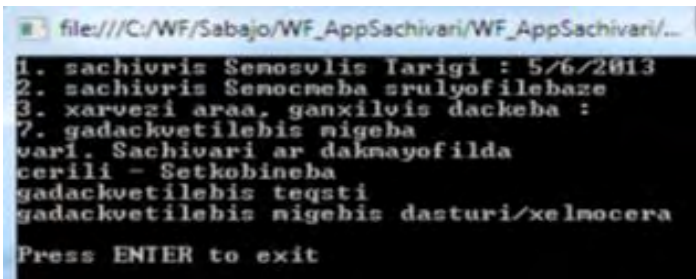 file:///C:/WF/Sabajo/WF_AppSachivari/WF_AppSachivari/...
1. sachivris Semosvlis Tarigi : 5/6/2013
2. sachivris Semocmeba srulyofilebaze
3. xarvezi araa, ganxilvis dackeba :
7. gadackvetilebis migeba
var1. Sachivari ar dakmayofilda
cerili - Setkobineba
gadackvetilebis teqsti
gadackvetilebis migebis dasturi/xelmocera
Press ENTER to exit